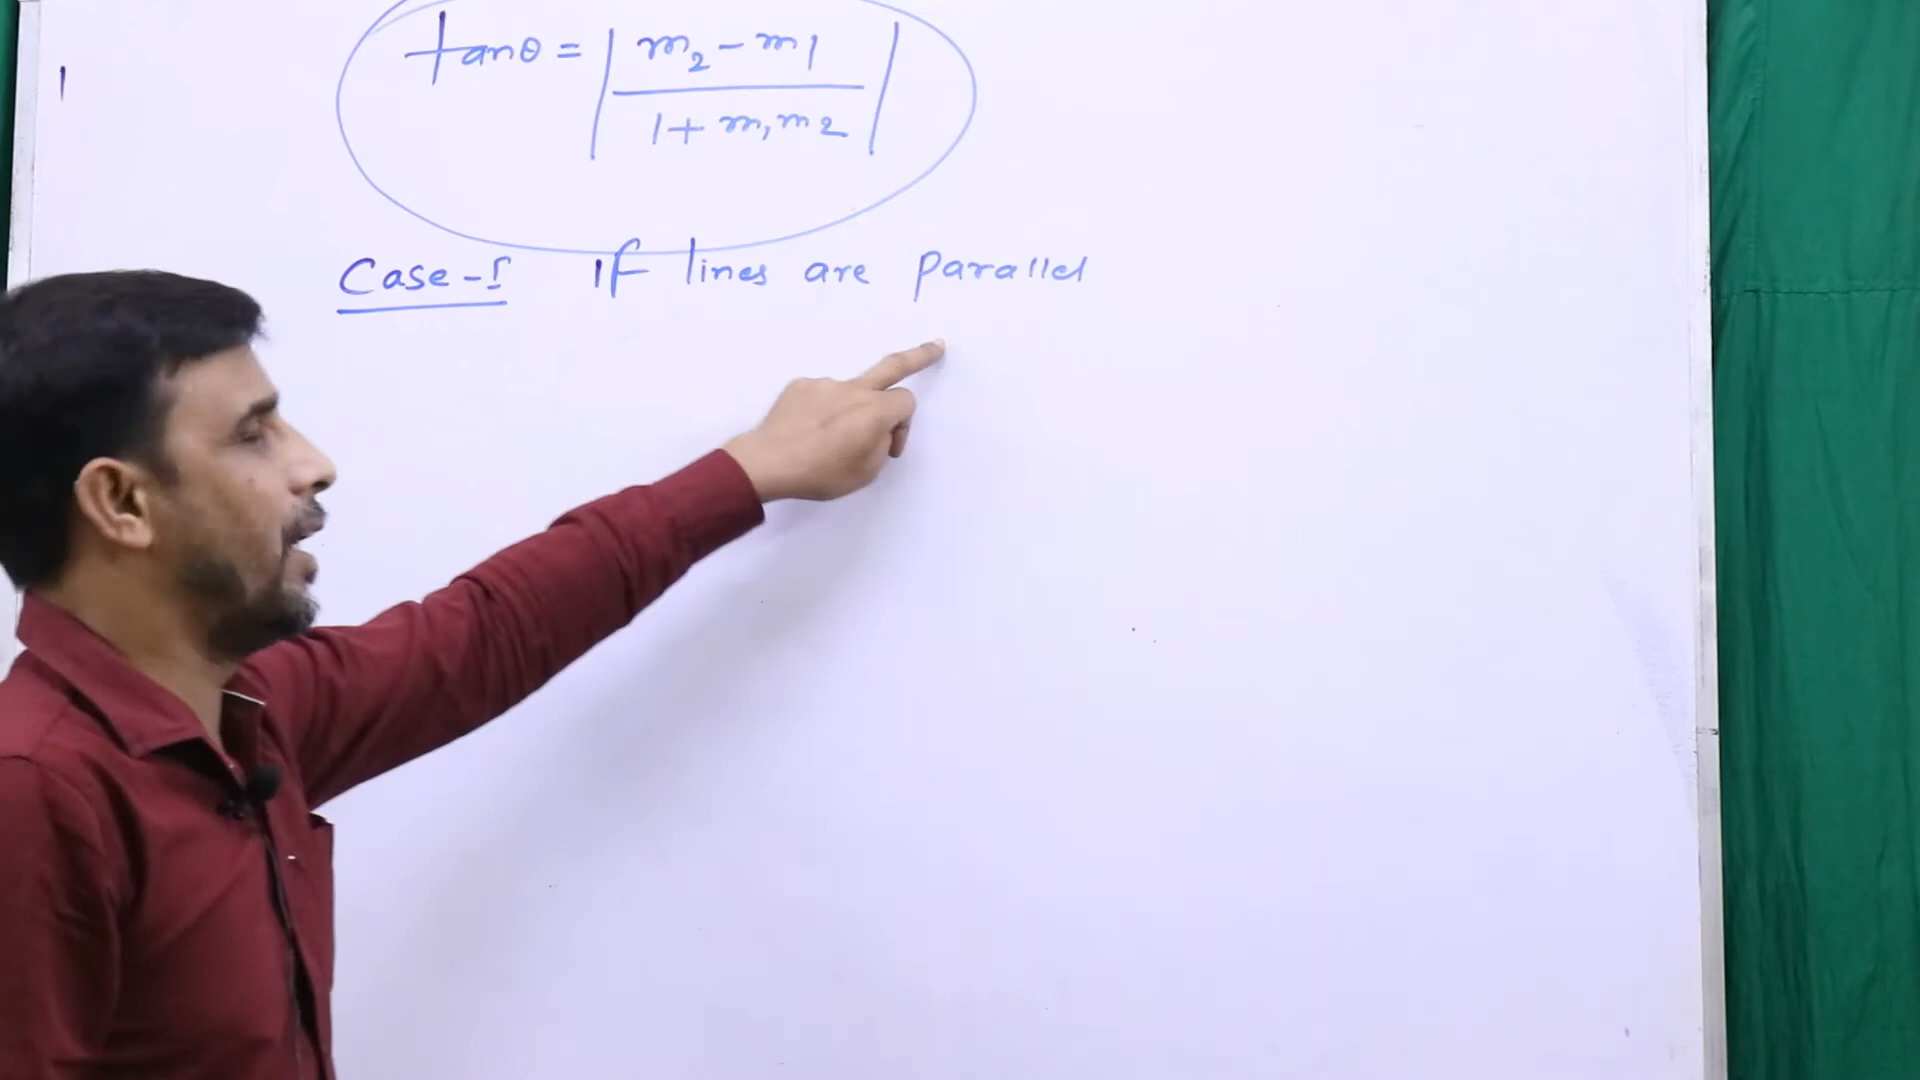 tanθ = | m₂ - m₁ / 1 + m₁m₂ |
Case-I If lines are parallel